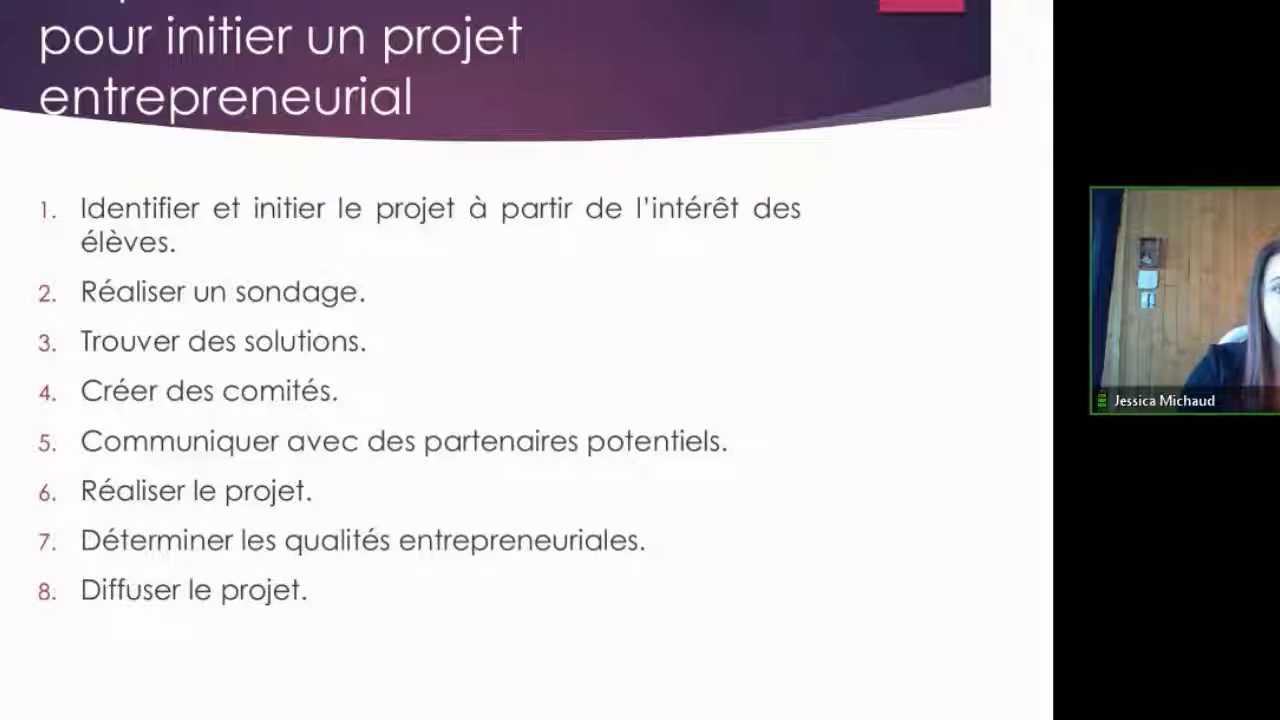 pour initier un projet
entrepreneurial
1. Identifier et initier le projet à partir de l'intérêt des
élèves.
2. Réaliser un sondage.
3. Trouver des solutions.
4. Créer des comités.
5. Communiquer avec des partenaires potentiels.
6. Réaliser le projet.
7. Déterminer les qualités entrepreneuriales.
8. Diffuser le projet.
Jessica Michaud